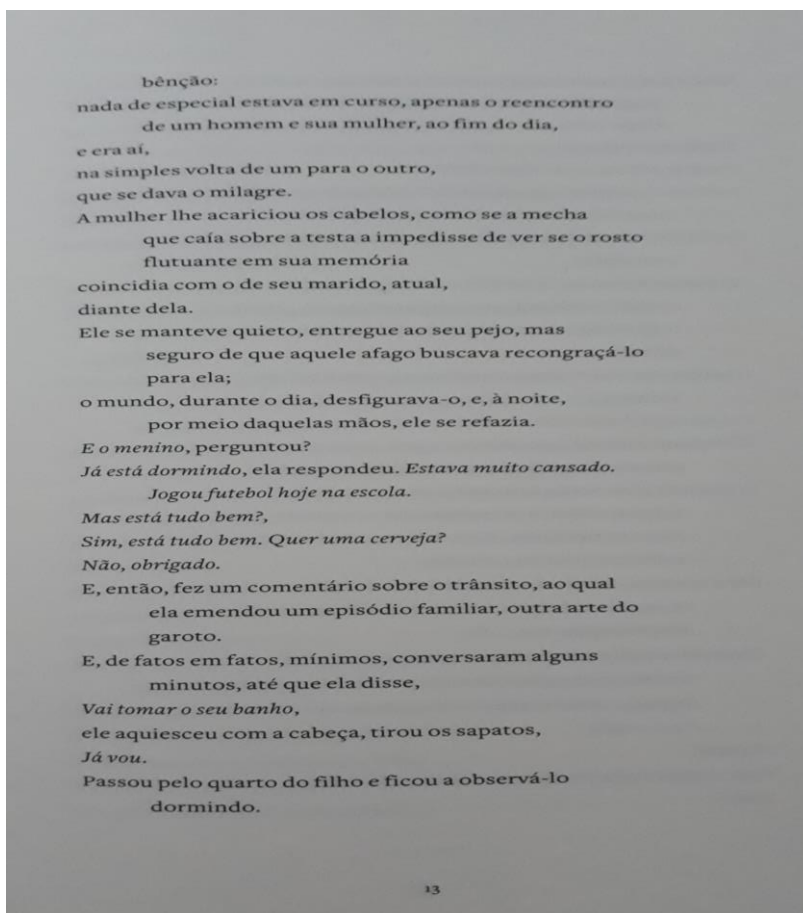 bênção:
nada de especial estava em curso, apenas o reencontro
de um homem e sua mulher, ao fim do dia,
e era aí,
na simples volta de um para o outro,
que se dava o milagre.
A mulher lhe acariciou os cabelos, como se a mecha
que caía sobre a testa a impedisse de ver se o rosto
flutuante em sua memória
coincidia com o de seu marido, atual,
diante dela.
Ele se manteve quieto, entregue ao seu pejo, mas
seguro de que aquele afago buscava recongraçá-lo
para ela;
o mundo, durante o dia, desfigurava-o, e, à noite,
por meio daquelas mãos, ele se refazia.
E o menino, perguntou?
Já está dormindo, ela respondeu. Estava muito cansado.
Jogou futebol hoje na escola.
Mas está tudo bem?,
Sim, está tudo bem. Quer uma cerveja?
Não, obrigado.
E, então, fez um comentário sobre o trânsito, ao qual
ela emendou um episódio familiar, outra arte do
garoto.
E, de fatos em fatos, mínimos, conversaram alguns
minutos, até que ela disse,
Vai tomar o seu banho,
ele aquiesceu com a cabeça, tirou os sapatos,
Já vou.
Passou pelo quarto do filho e ficou a observá-lo
dormindo.
13